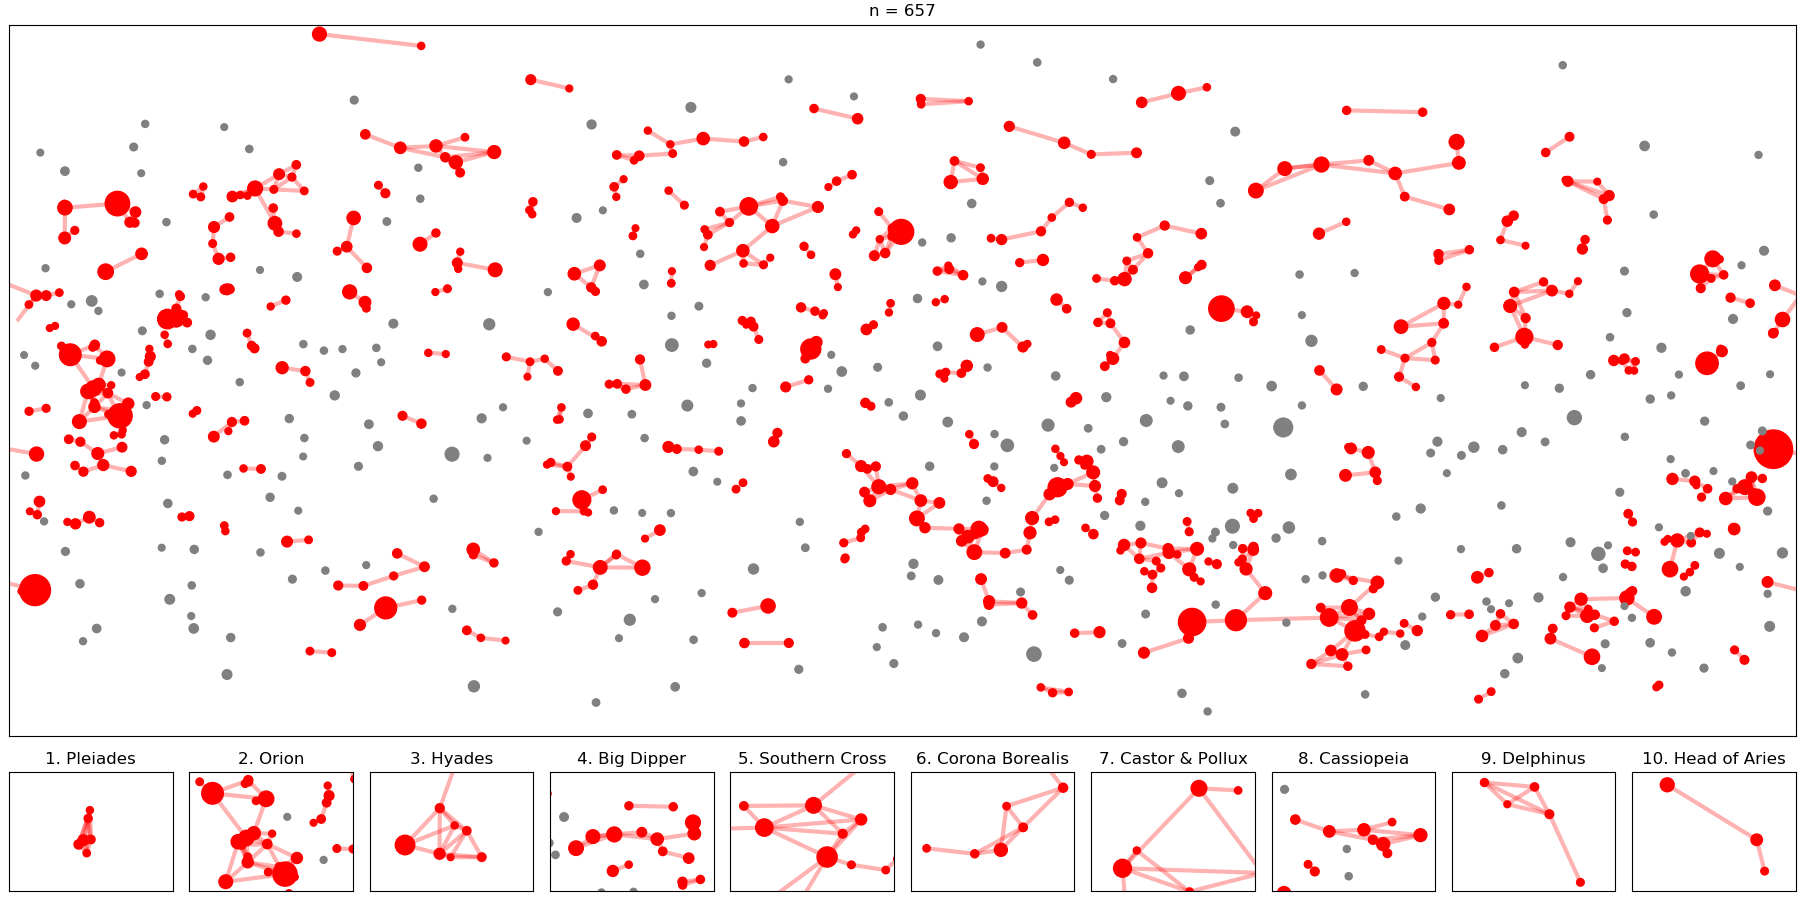 n = 657
1. Pleiades
2. Orion
3. Hyades
4. Big Dipper
5. Southern Cross
6. Corona Borealis
7. Castor & Pollux
8. Cassiopeia
9. Delphinus
10. Head of Aries